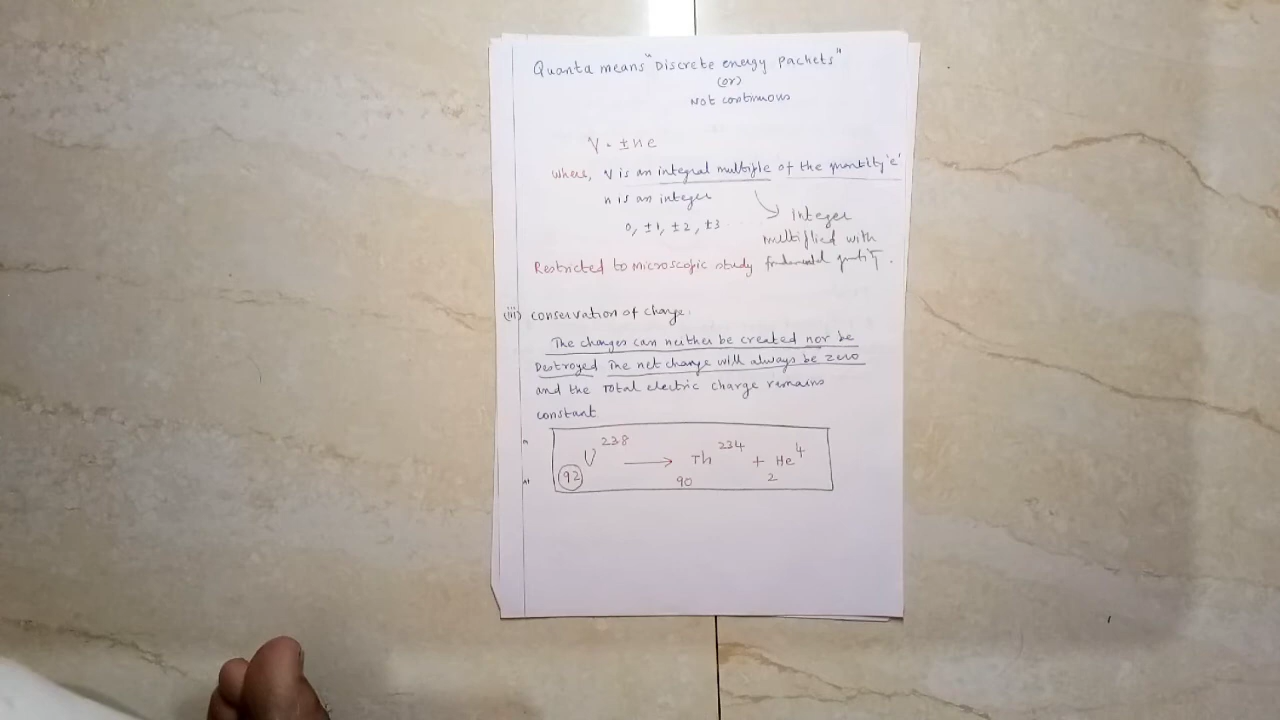 Quanta means "Discrete energy Packets"
(or)
Not continuous
V = ±ne
where, V is an integral multiple of the quantity 'e'
n is an integer
0, ±1, ±2, ±3
Integer
multiplied with
fundamental quantity.
Restricted to microscopic study
(iii) conservation of charge:
The charges can neither be created nor be
Destroyed The net charge will always be zero
and the Total electric charge remains
constant
92 U 238 → 90 Th 234 + 2 He 4